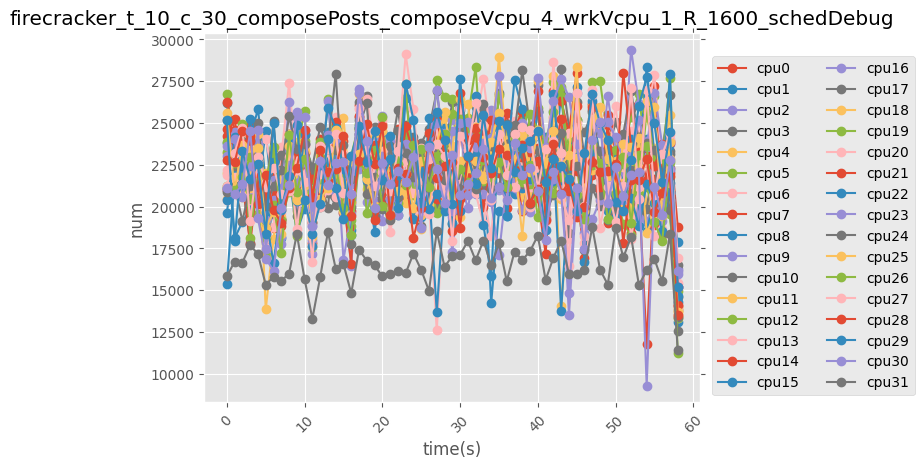 firecracker_t_10_c_30_composePosts_composeVcpu_4_wrkVcpu_1_R_1600_schedDebug
30000
27500
25000
22500
20000
17500
15000
12500
10000
num
0 10 20 30 40 50 60
time(s)
cpu0 cpu16
cpu1 cpu17
cpu2 cpu18
cpu3 cpu19
cpu4 cpu20
cpu5 cpu21
cpu6 cpu22
cpu7 cpu23
cpu8 cpu24
cpu9 cpu25
cpu10 cpu26
cpu11 cpu27
cpu12 cpu28
cpu13 cpu29
cpu14 cpu30
cpu15 cpu31